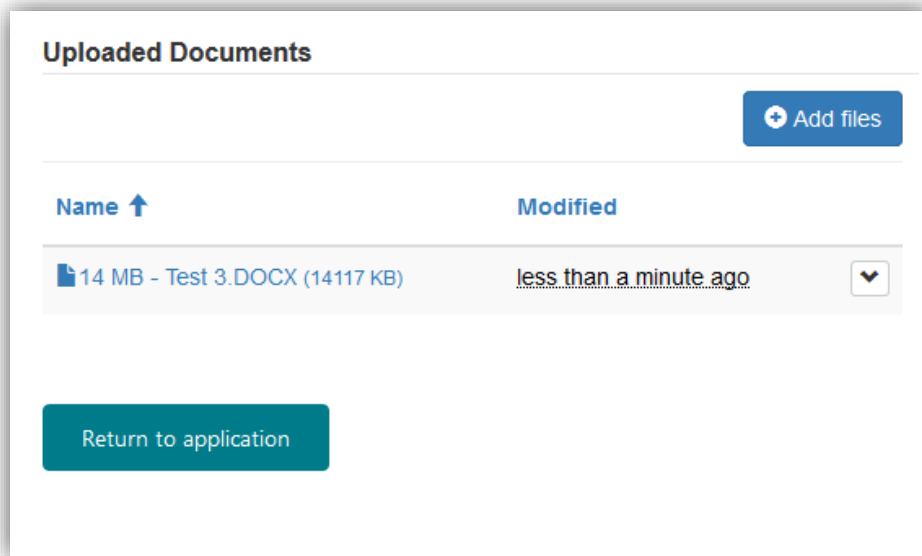 Uploaded Documents
Add files
Name Modified
14 MB - Test 3.DOCX (14117 KB) less than a minute ago
Return to application